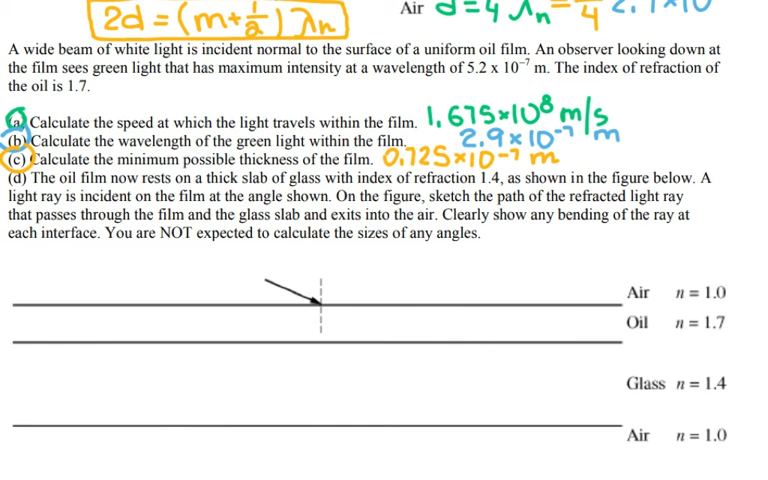 2d = (m + 1/2) λn
Air d = 4 λn =
A wide beam of white light is incident normal to the surface of a uniform oil film. An observer looking down at
the film sees green light that has maximum intensity at a wavelength of 5.2 x 10⁻⁷ m. The index of refraction of
the oil is 1.7.
(a) Calculate the speed at which the light travels within the film. 1.675×10⁸ m/s
(b) Calculate the wavelength of the green light within the film. 2.9×10⁻⁷ m
(c) Calculate the minimum possible thickness of the film. 0.725×10⁻⁷ m
(d) The oil film now rests on a thick slab of glass with index of refraction 1.4, as shown in the figure below. A
light ray is incident on the film at the angle shown. On the figure, sketch the path of the refracted light ray
that passes through the film and the glass slab and exits into the air. Clearly show any bending of the ray at
each interface. You are NOT expected to calculate the sizes of any angles.
Air n = 1.0
Oil n = 1.7
Glass n = 1.4
Air n = 1.0